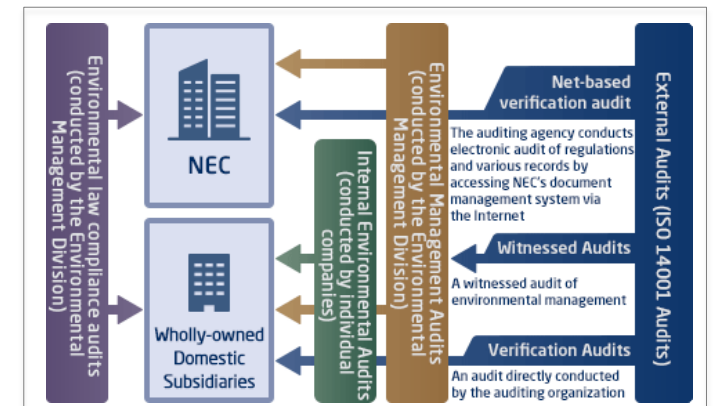 Environmental law compliance audits
(conducted by the Environmental
Management Division)
NEC
Wholly-owned
Domestic
Subsidiaries
Internal Environmental Audits
(conducted by individual
companies)
Environmental Management Audits
(conducted by the Environmental
Management Division)
Net-based
verification audit
The auditing agency conducts
electronic audit of regulations
and various records by
accessing NEC's document
management system via
the Internet
Witnessed Audits
A witnessed audit of
environmental management
Verification Audits
An audit directly conducted
by the auditing organization
External Audits (ISO 14001 Audits)